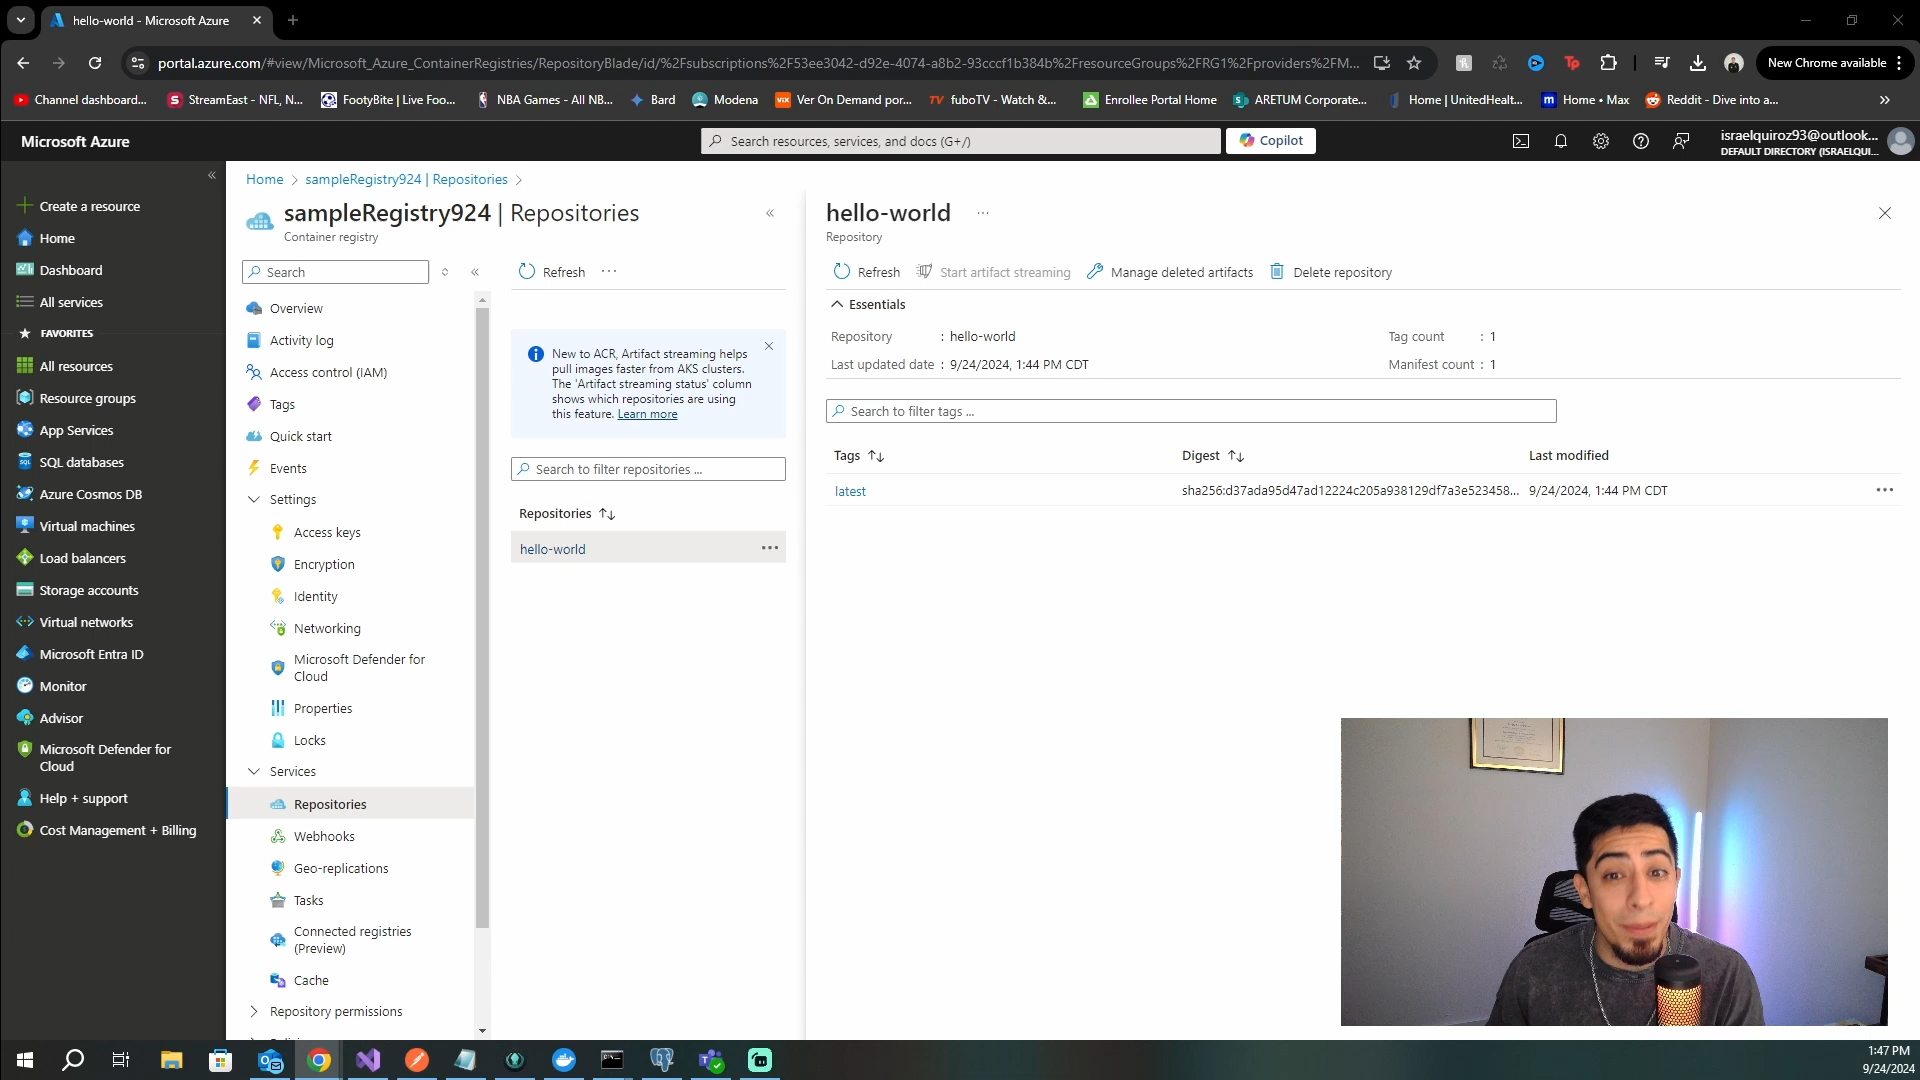 hello-world - Microsoft Azure
portal.azure.com/#view/Microsoft_Azure_ContainerRegistries/RepositoryBlade/id/%2Fsubscriptions%2F53ee3042-d92e-4074-a8b2-93cccf1b384b%2FresourceGroups%2FRG1%2Fproviders%2FM...
New Chrome available
Channel dashboard...
StreamEast - NFL, N...
FootyBite | Live Foo...
NBA Games - All NB...
Bard
Modena
Ver On Demand por...
fuboTV - Watch &...
Enrollee Portal Home
ARETUM Corporate...
Home | UnitedHealt...
Home • Max
Reddit - Dive into a...
Microsoft Azure
Search resources, services, and docs (G+/)
Copilot
israelquiroz93@outlook...
DEFAULT DIRECTORY (ISRAELQUI...
Create a resource
Home
Dashboard
All services
FAVORITES
All resources
Resource groups
App Services
SQL databases
Azure Cosmos DB
Virtual machines
Load balancers
Storage accounts
Virtual networks
Microsoft Entra ID
Monitor
Advisor
Microsoft Defender for
Cloud
Help + support
Cost Management + Billing
Home > sampleRegistry924 | Repositories >
sampleRegistry924 | Repositories
Container registry
Search
Overview
Activity log
Access control (IAM)
Tags
Quick start
Events
Settings
Access keys
Encryption
Identity
Networking
Microsoft Defender for
Cloud
Properties
Locks
Services
Repositories
Webhooks
Geo-replications
Tasks
Connected registries
(Preview)
Cache
Repository permissions
Refresh
New to ACR, Artifact streaming helps
pull images faster from AKS clusters.
The 'Artifact streaming status' column
shows which repositories are using
this feature. Learn more
Search to filter repositories ...
Repositories
hello-world
hello-world
Repository
Refresh
Start artifact streaming
Manage deleted artifacts
Delete repository
Essentials
Repository : hello-world
Tag count : 1
Last updated date : 9/24/2024, 1:44 PM CDT
Manifest count : 1
Search to filter tags ...
Tags
Digest
Last modified
latest
sha256:d37ada95d47ad12224c205a938129df7a3e523458...
9/24/2024, 1:44 PM CDT
1:47 PM
9/24/2024